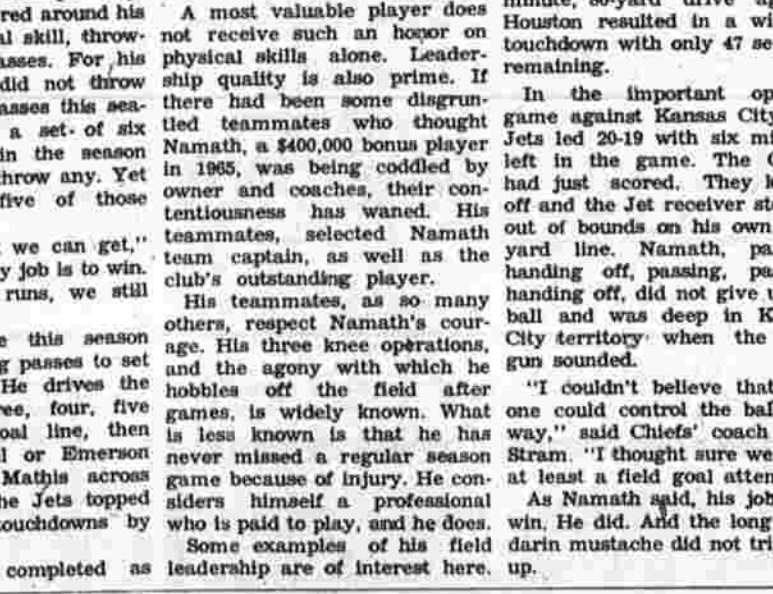 red around his
al skill, throw-
asses. For his
did not throw
asses this sea-
a set of six
in the season
throw any. Yet
five of those
we can get,"
y job is to win.
runs, we still
e this season
g passes to set
He drives the
ree, four, five
oal line, then
l or Emerson
Mathis across
he Jets topped
touchdowns by
completed as
A most valuable player does
not receive such an honor on
physical skills alone. Leader-
ship quality is also prime. If
there had been some disgrun-
tled teammates who thought
Namath, a $400,000 bonus player
in 1965, was being coddled by
owner and coaches, their con-
tentiousness has waned. His
teammates, selected Namath
team captain, as well as the
club's outstanding player.
His teammates, as so many
others, respect Namath's cour-
age. His three knee operations,
and the agony with which he
hobbles off the field after
games, is widely known. What
is less known is that he has
never missed a regular season
game because of injury. He con-
siders himself a professional
who is paid to play, and he does.
Some examples of his field
leadership are of interest here.
Houston resulted in a wi
touchdown with only 47 se
remaining.
In the important op
game against Kansas City
Jets led 20-19 with six mi
left in the game. The C
had just scored. They k
off and the Jet receiver st
out of bounds on his own
yard line. Namath, pa
handing off, passing, pa
handing off, did not give u
ball and was deep in K
City territory when the
gun sounded.
"I couldn't believe that
one could control the bal
way," said Chiefs' coach
Stram. "I thought sure we
at least a field goal attem
As Namath said, his job
win. He did. And the long
darin mustache did not tri
up.